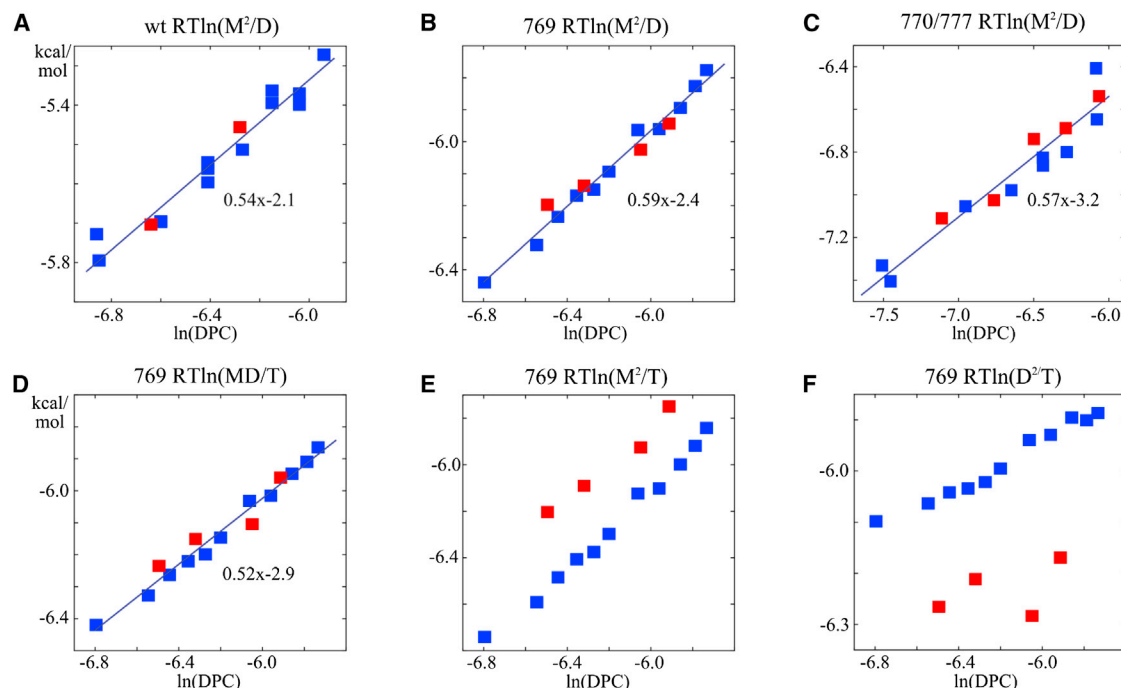 A
wt RTln(M²/D)
kcal/
mol
-5.4
-5.8
0.54x-2.1
-6.8 -6.4 -6.0
ln(DPC)
B
769 RTln(M²/D)
-6.0
-6.4
0.59x-2.4
-6.8 -6.4 -6.0
ln(DPC)
C
770/777 RTln(M²/D)
-6.4
-6.8
-7.2
0.57x-3.2
-7.5 -7.0 -6.5 -6.0
ln(DPC)
D
769 RTln(MD/T)
kcal/
mol
-6.0
-6.4
0.52x-2.9
-6.8 -6.4 -6.0
ln(DPC)
E
769 RTln(M²/T)
-6.0
-6.4
-6.8 -6.4 -6.0
ln(DPC)
F
769 RTln(D²/T)
-6.0
-6.3
-6.8 -6.4 -6.0
ln(DPC)